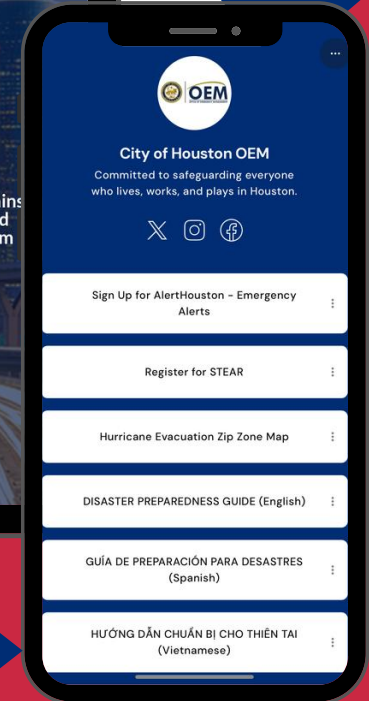 OEM
City of Houston OEM
Committed to safeguarding everyone
who lives, works, and plays in Houston.
Sign Up for AlertHouston - Emergency
Alerts
Register for STEAR
Hurricane Evacuation Zip Zone Map
DISASTER PREPAREDNESS GUIDE (English)
GUÍA DE PREPARACIÓN PARA DESASTRES
(Spanish)
HƯỚNG DẪN CHUẨN BỊ CHO THIÊN TAI
(Vietnamese)